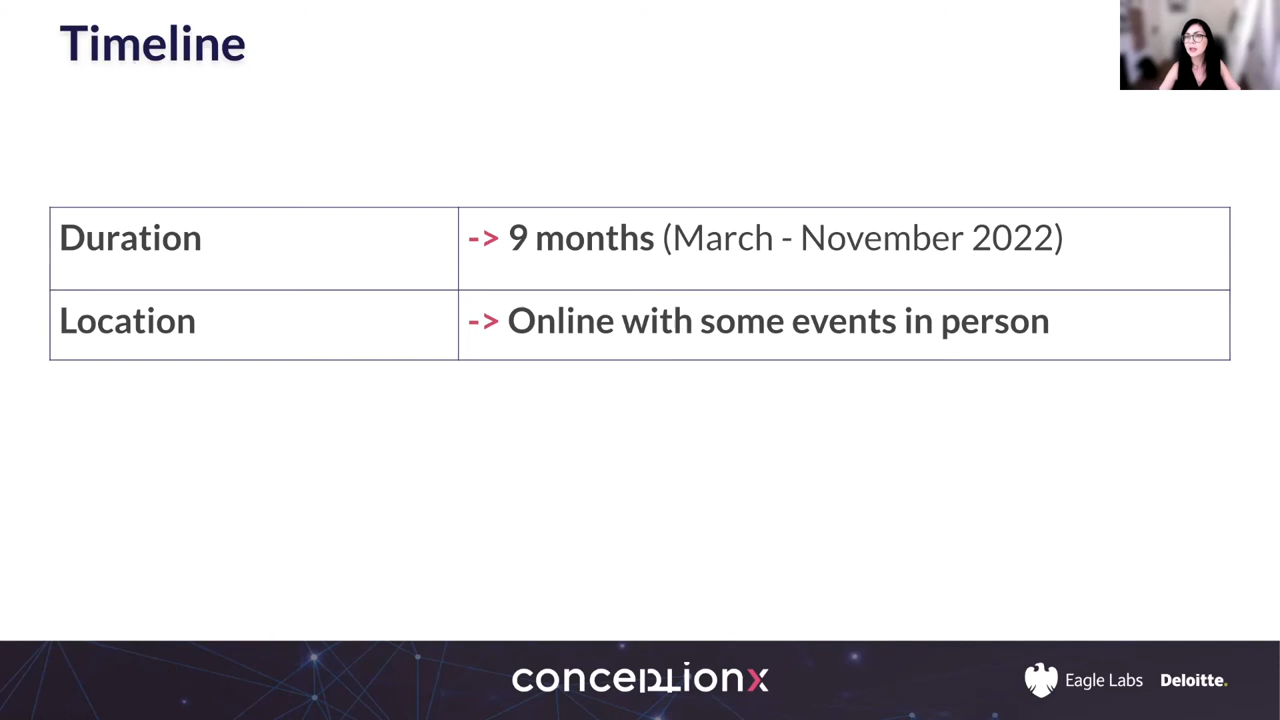 Timeline
Duration
-> 9 months (March - November 2022)
Location
-> Online with some events in person
conceptionx
Eagle Labs
Deloitte.